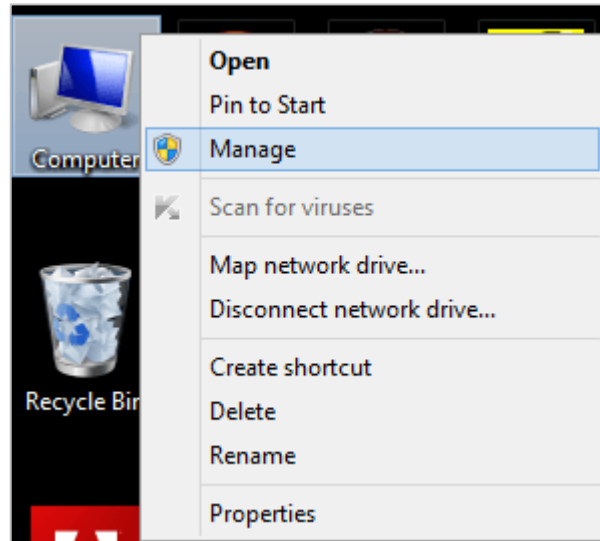 Open
Pin to Start
Manage
Scan for viruses
Map network drive...
Disconnect network drive...
Create shortcut
Delete
Rename
Properties
Computer
Recycle Bin